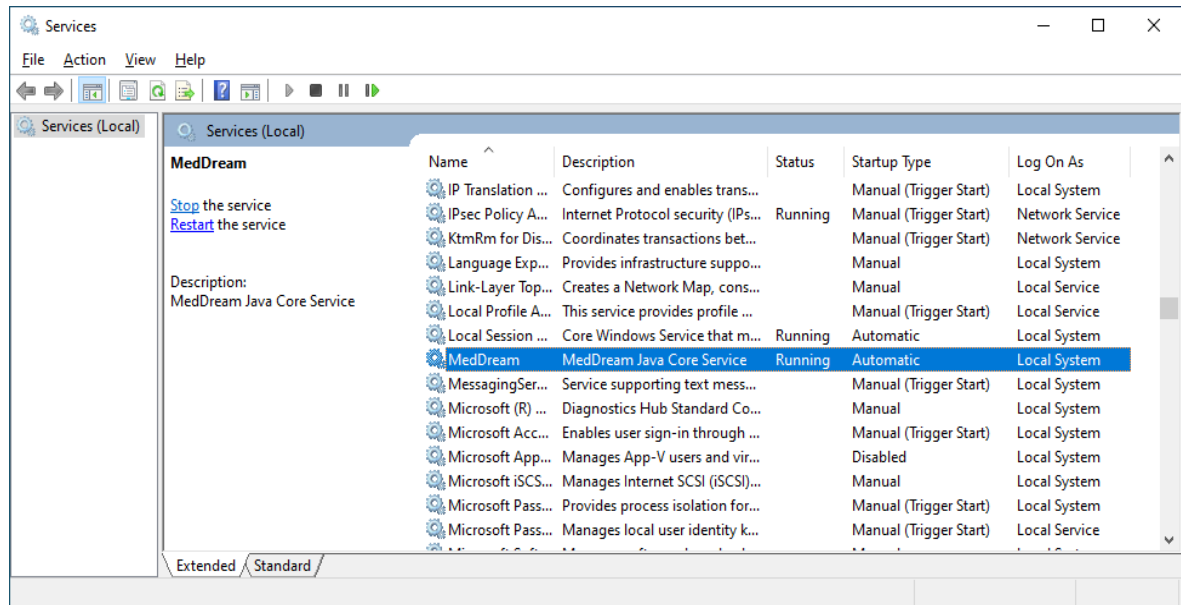 Services
File Action View Help
Services (Local)
Services (Local)
MedDream
Stop the service
Restart the service
Description:
MedDream Java Core Service
Name Description Status Startup Type Log On As
IP Translation ... Configures and enables trans... Manual (Trigger Start) Local System
IPsec Policy A... Internet Protocol security (IPs... Running Manual (Trigger Start) Network Service
KtmRm for Dis... Coordinates transactions bet... Manual (Trigger Start) Network Service
Language Exp... Provides infrastructure suppo... Manual Local System
Link-Layer Top... Creates a Network Map, cons... Manual Local Service
Local Profile A... This service provides profile ... Manual (Trigger Start) Local Service
Local Session ... Core Windows Service that m... Running Automatic Local System
MedDream MedDream Java Core Service Running Automatic Local System
MessagingSer... Service supporting text mess... Manual (Trigger Start) Local System
Microsoft (R) ... Diagnostics Hub Standard Co... Manual Local System
Microsoft Acc... Enables user sign-in through ... Manual (Trigger Start) Local System
Microsoft App... Manages App-V users and vir... Disabled Local System
Microsoft iSCS... Manages Internet SCSI (iSCSI)... Manual Local System
Microsoft Pass... Provides process isolation for... Manual (Trigger Start) Local System
Microsoft Pass... Manages local user identity k... Manual (Trigger Start) Local Service
Extended Standard